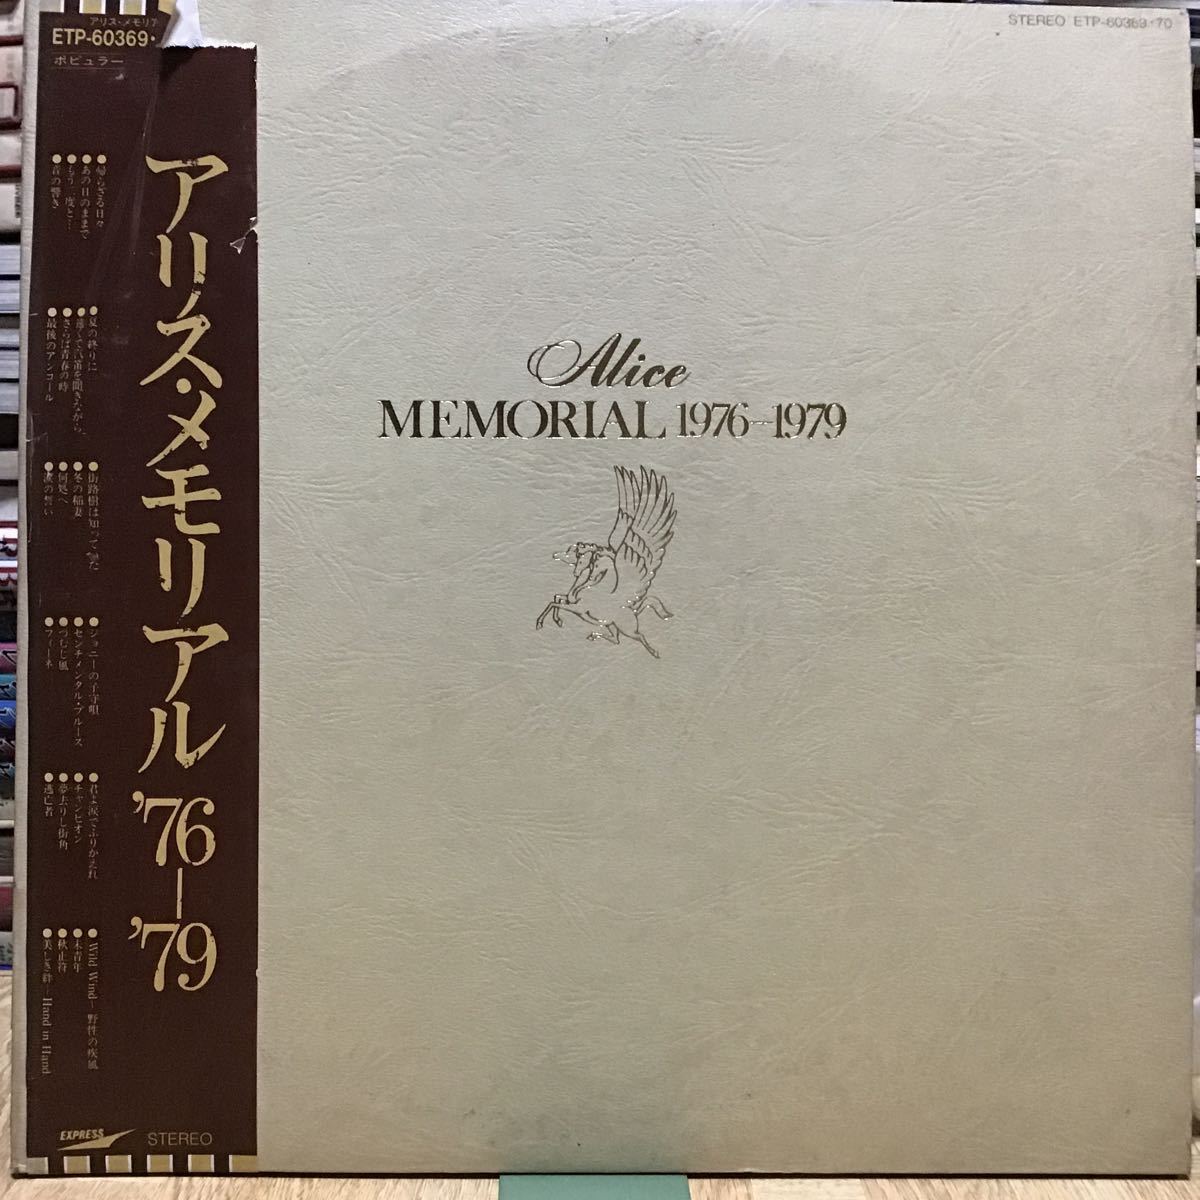 アリス・メモリア
ETP-60369・
ポピュラー
アリス・メモリアル '76-'79
●帰らざる日々
●あの日のままで
●もう二度と…
●音の響き
●夏の終りに
●遠くで汽笛を聞きながら
●さらば青春の時
●最後のアンコール
●街路樹は知っていた
●冬の稲妻
●何処へ
●涙の誓い
●ジョニーの子守唄
●センチメンタル・ブルース
●つむじ風
●フィーネ
●君よ涙でふりかえれ
●チャンピオン
●夢去りし街角
●逃亡者
●Wild Wind－野性の疾風
●未青年
●秋止符
●美しき絆－Hand in Hand
EXPRESS
STEREO
STEREO ETP-60369・70
Alice
MEMORIAL 1976-1979